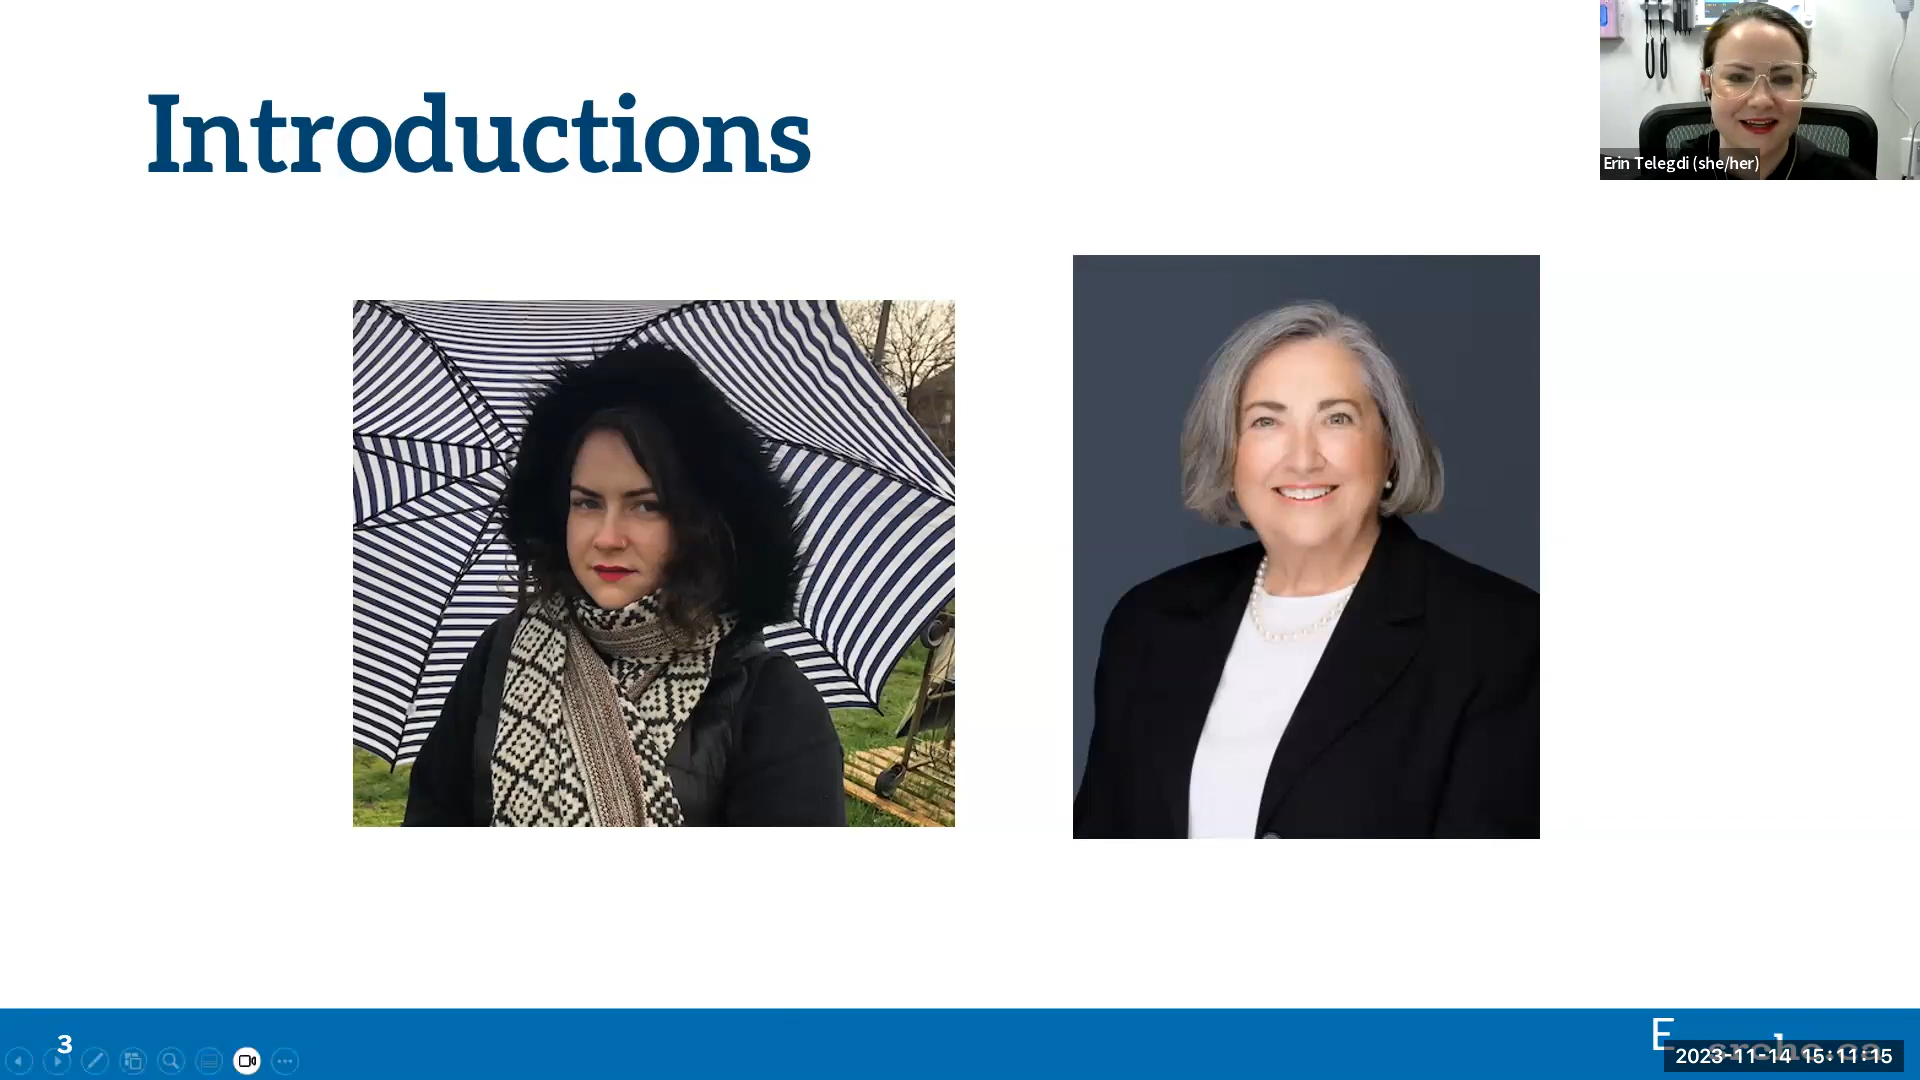 Introductions
Erin Telegdi (she/her)
3
E
2023-11-14 15:11:15